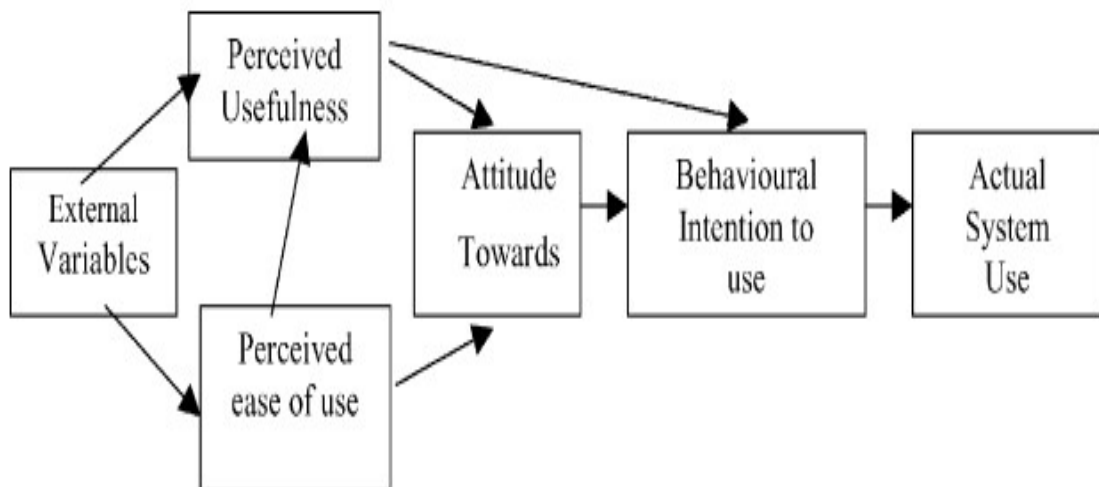 Perceived
Usefulness
External
Variables
Perceived
ease of use
Attitude
Towards
Behavioural
Intention to
use
Actual
System
Use